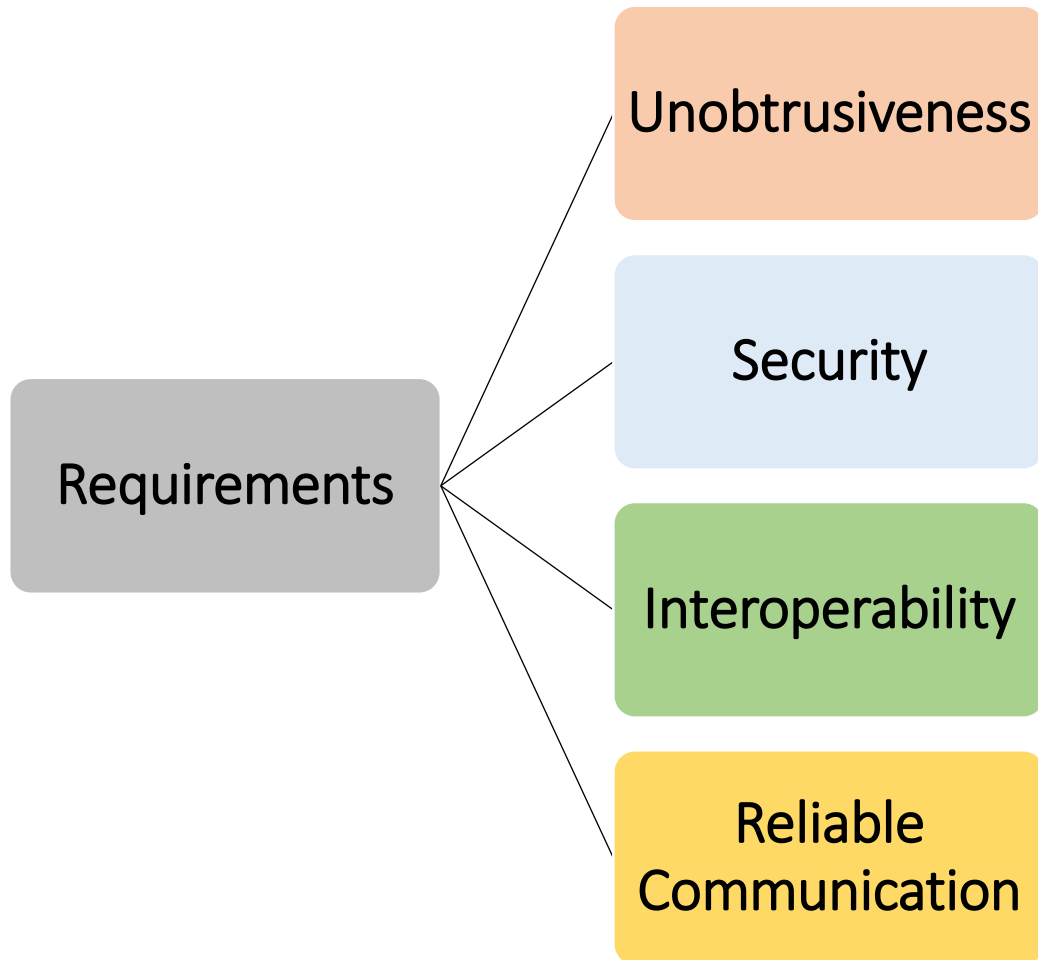 Unobtrusiveness
Security
Requirements
Interoperability
Reliable
Communication